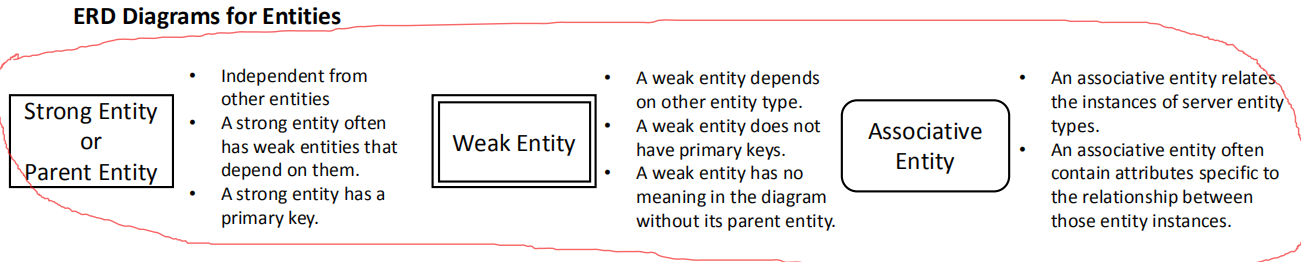 ERD Diagrams for Entities
Strong Entity
or
Parent Entity
• Independent from
other entities
• A strong entity often
has weak entities that
depend on them.
• A strong entity has a
primary key.
Weak Entity
• A weak entity depends
on other entity type.
• A weak entity does not
have primary keys.
• A weak entity has no
meaning in the diagram
without its parent entity.
Associative
Entity
• An associative entity relates
the instances of server entity
types.
• An associative entity often
contain attributes specific to
the relationship between
those entity instances.